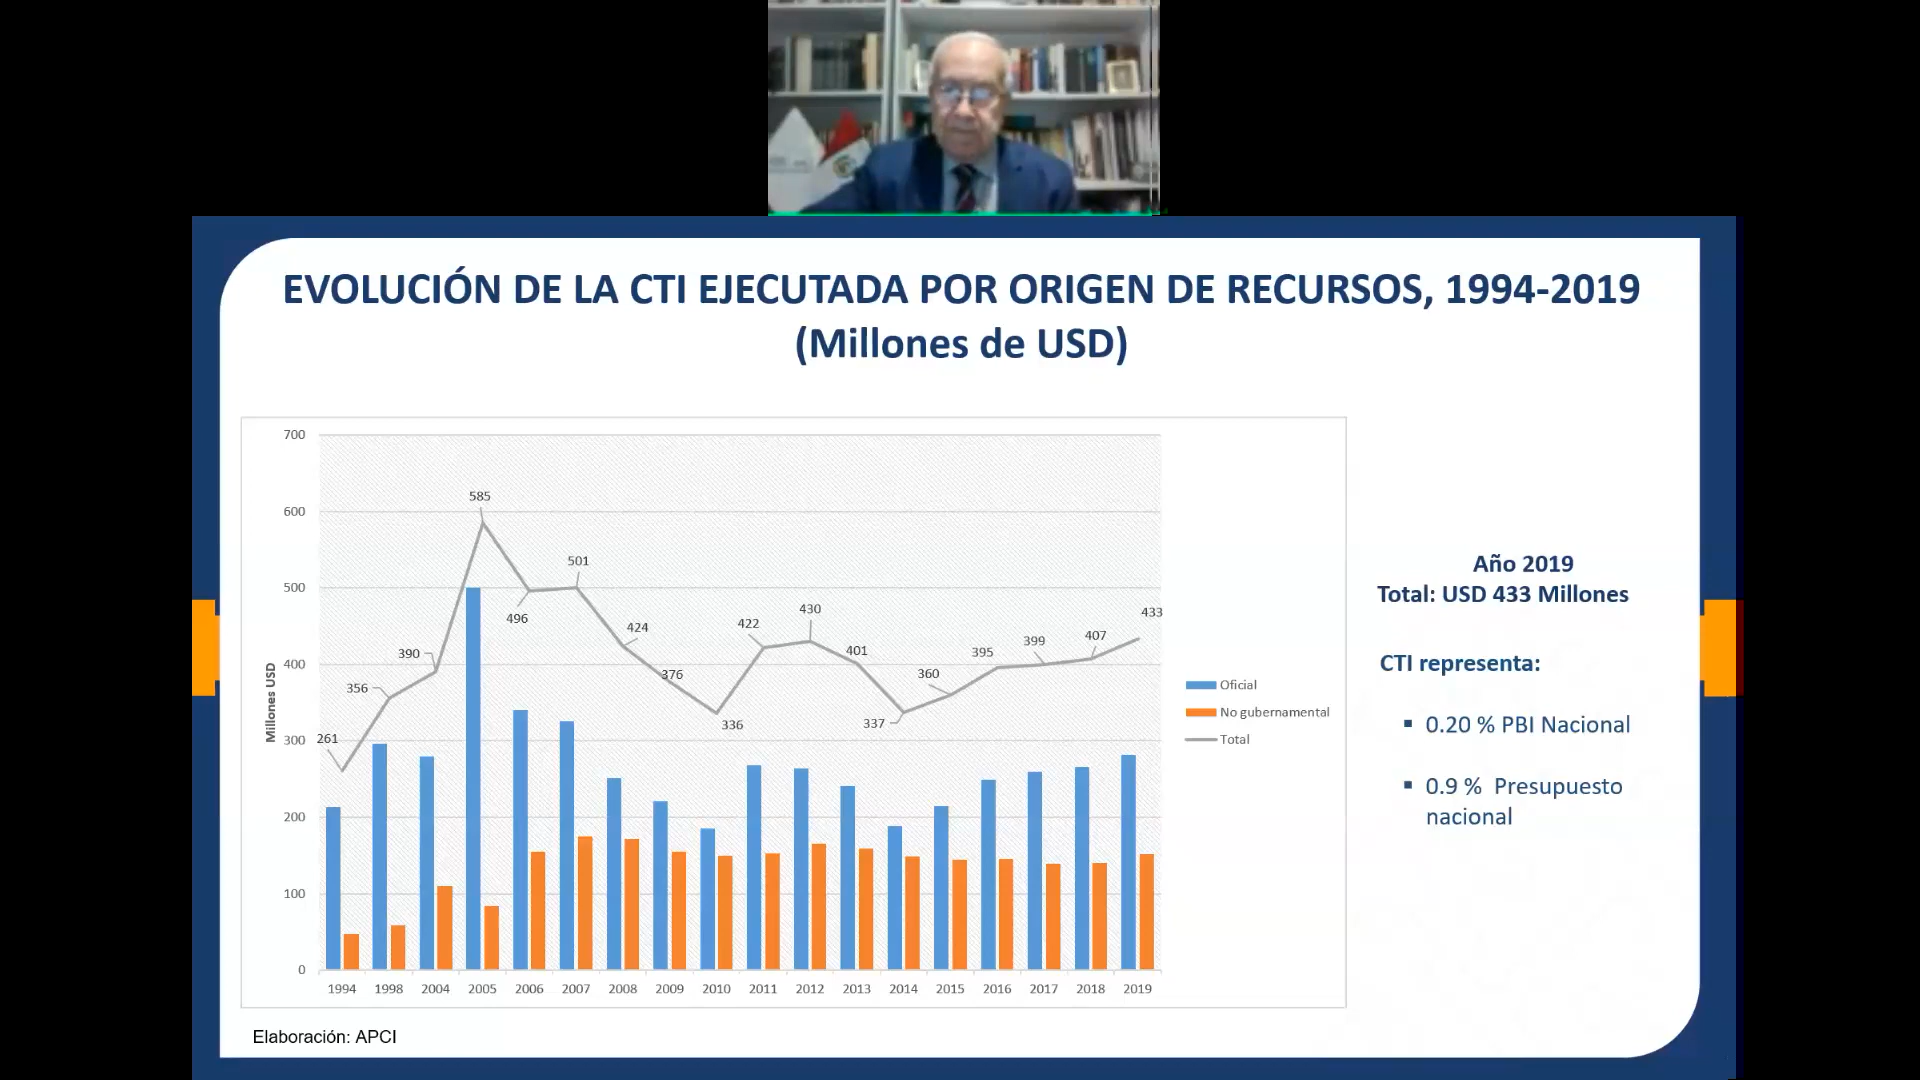 EVOLUCIÓN DE LA CTI EJECUTADA POR ORIGEN DE RECURSOS, 1994-2019
(Millones de USD)
700
600
500
400
300
200
100
0
Millones USD
261
356
390
585
496
501
424
376
336
422
430
401
337
360
395
399
407
433
1994 1998 2004 2005 2006 2007 2008 2009 2010 2011 2012 2013 2014 2015 2016 2017 2018 2019
Oficial
No gubernamental
Total
Año 2019
Total: USD 433 Millones
CTI representa:
▪ 0.20 % PBI Nacional
▪ 0.9 % Presupuesto
nacional
Elaboración: APCI